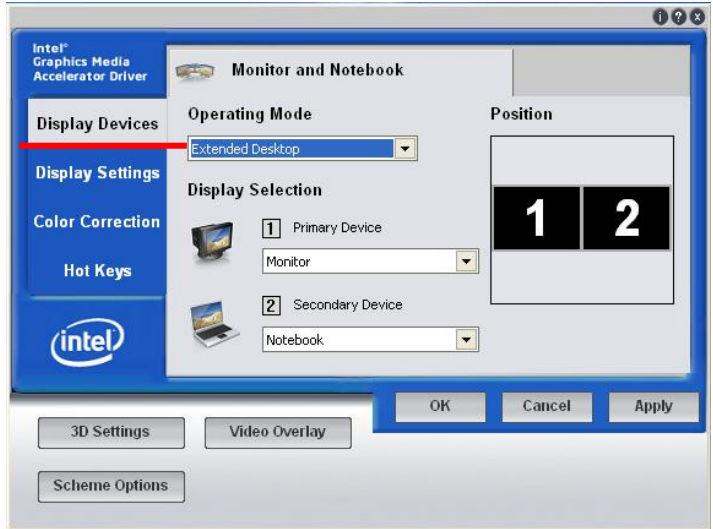 Intel®
Graphics Media
Accelerator Driver
Monitor and Notebook
Display Devices
Display Settings
Color Correction
Hot Keys
intel
Operating Mode
Extended Desktop
Display Selection
1 Primary Device
Monitor
2 Secondary Device
Notebook
Position
1 2
OK Cancel Apply
3D Settings Video Overlay
Scheme Options